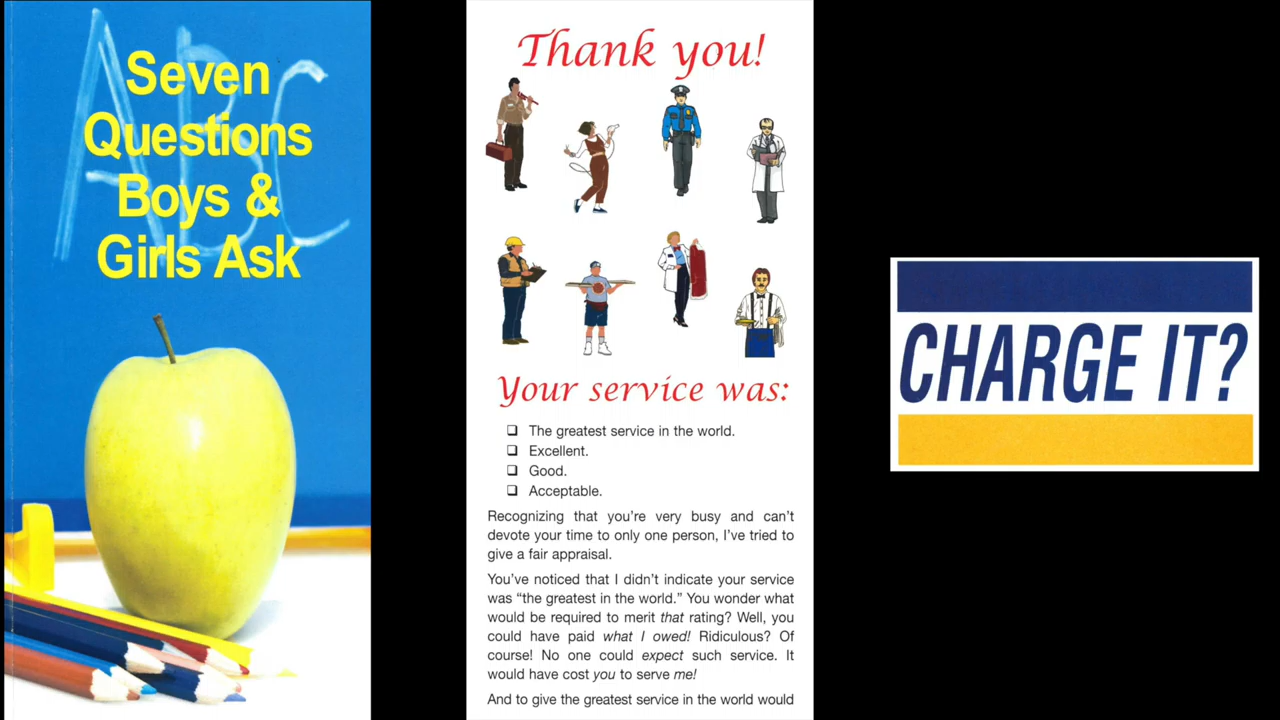 ABC
Seven
Questions
Boys &
Girls Ask
Thank you!
Your service was:
❑ The greatest service in the world.
❑ Excellent.
❑ Good.
❑ Acceptable.
Recognizing that you're very busy and can't
devote your time to only one person, I've tried to
give a fair appraisal.
You've noticed that I didn't indicate your service
was “the greatest in the world.” You wonder what
would be required to merit that rating? Well, you
could have paid what I owed! Ridiculous? Of
course! No one could expect such service. It
would have cost you to serve me!
And to give the greatest service in the world would
CHARGE IT?